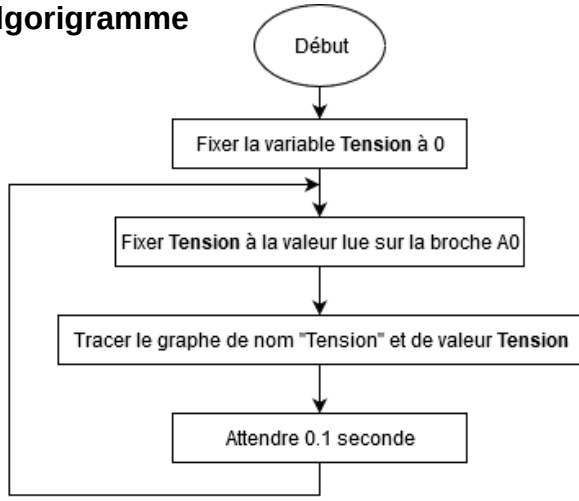 lgorigramme
Début
Fixer la variable Tension à 0
Fixer Tension à la valeur lue sur la broche A0
Tracer le graphe de nom "Tension" et de valeur Tension
Attendre 0.1 seconde